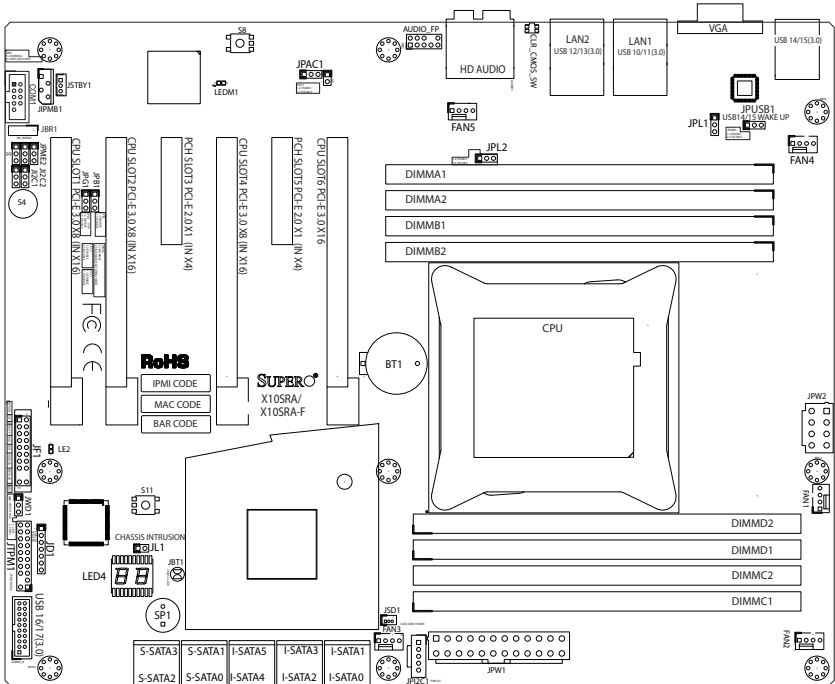 S8
AUDIO_FP
HD AUDIO
CLR_CMOS_SW
LAN2
USB 12/13(3.0)
LAN1
USB 10/11(3.0)
VGA
USB 14/15(3.0)
COM1
JIPMB1
JSTBY1
LEDM1
JPAC1
FAN5
JPL1
JPUSB1
USB14/15 WAKE UP
FAN4
JBR1
JPME2
JI2C2
JI2C1
S4
JPG1
JPB1
JPL2
CPU SLOT1 PCI-E 3.0 X8 (IN X16)
CPU SLOT2 PCI-E 3.0 X8 (IN X16)
PCH SLOT3 PCI-E 2.0 X1 (IN X4)
CPU SLOT4 PCI-E 3.0 X8 (IN X16)
PCH SLOT5 PCI-E 2.0 X1 (IN X4)
CPU SLOT6 PCI-E 3.0 X16
DIMMA1
DIMMA2
DIMMB1
DIMMB2
CPU
BT1
FC CE
RoHS
IPMI CODE
MAC CODE
BAR CODE
SUPERO
X10SRA/
X10SRA-F
JPW2
JF1
LE2
FAN1
JWD1
S11
CHASSIS INTRUSION
JL1
JTPM1
JD1
LED4
JBT1
DIMMD2
DIMMD1
DIMMC2
DIMMC1
SP1
USB 16/17(3.0)
JSD1
FAN3
FAN2
S-SATA3
S-SATA1
I-SATA5
I-SATA3
I-SATA1
S-SATA2
S-SATA0
I-SATA4
I-SATA2
I-SATA0
JPI2C1
JPW1